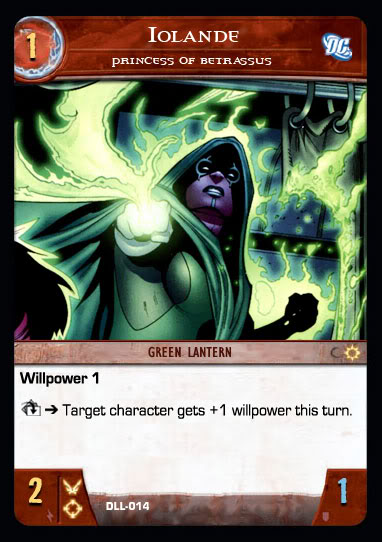 1
IOLANDE
DC
PRINCESS OF BETRASSUS
GREEN LANTERN
C
Willpower 1
➔ Target character gets +1 willpower this turn.
2
1
DLL-014